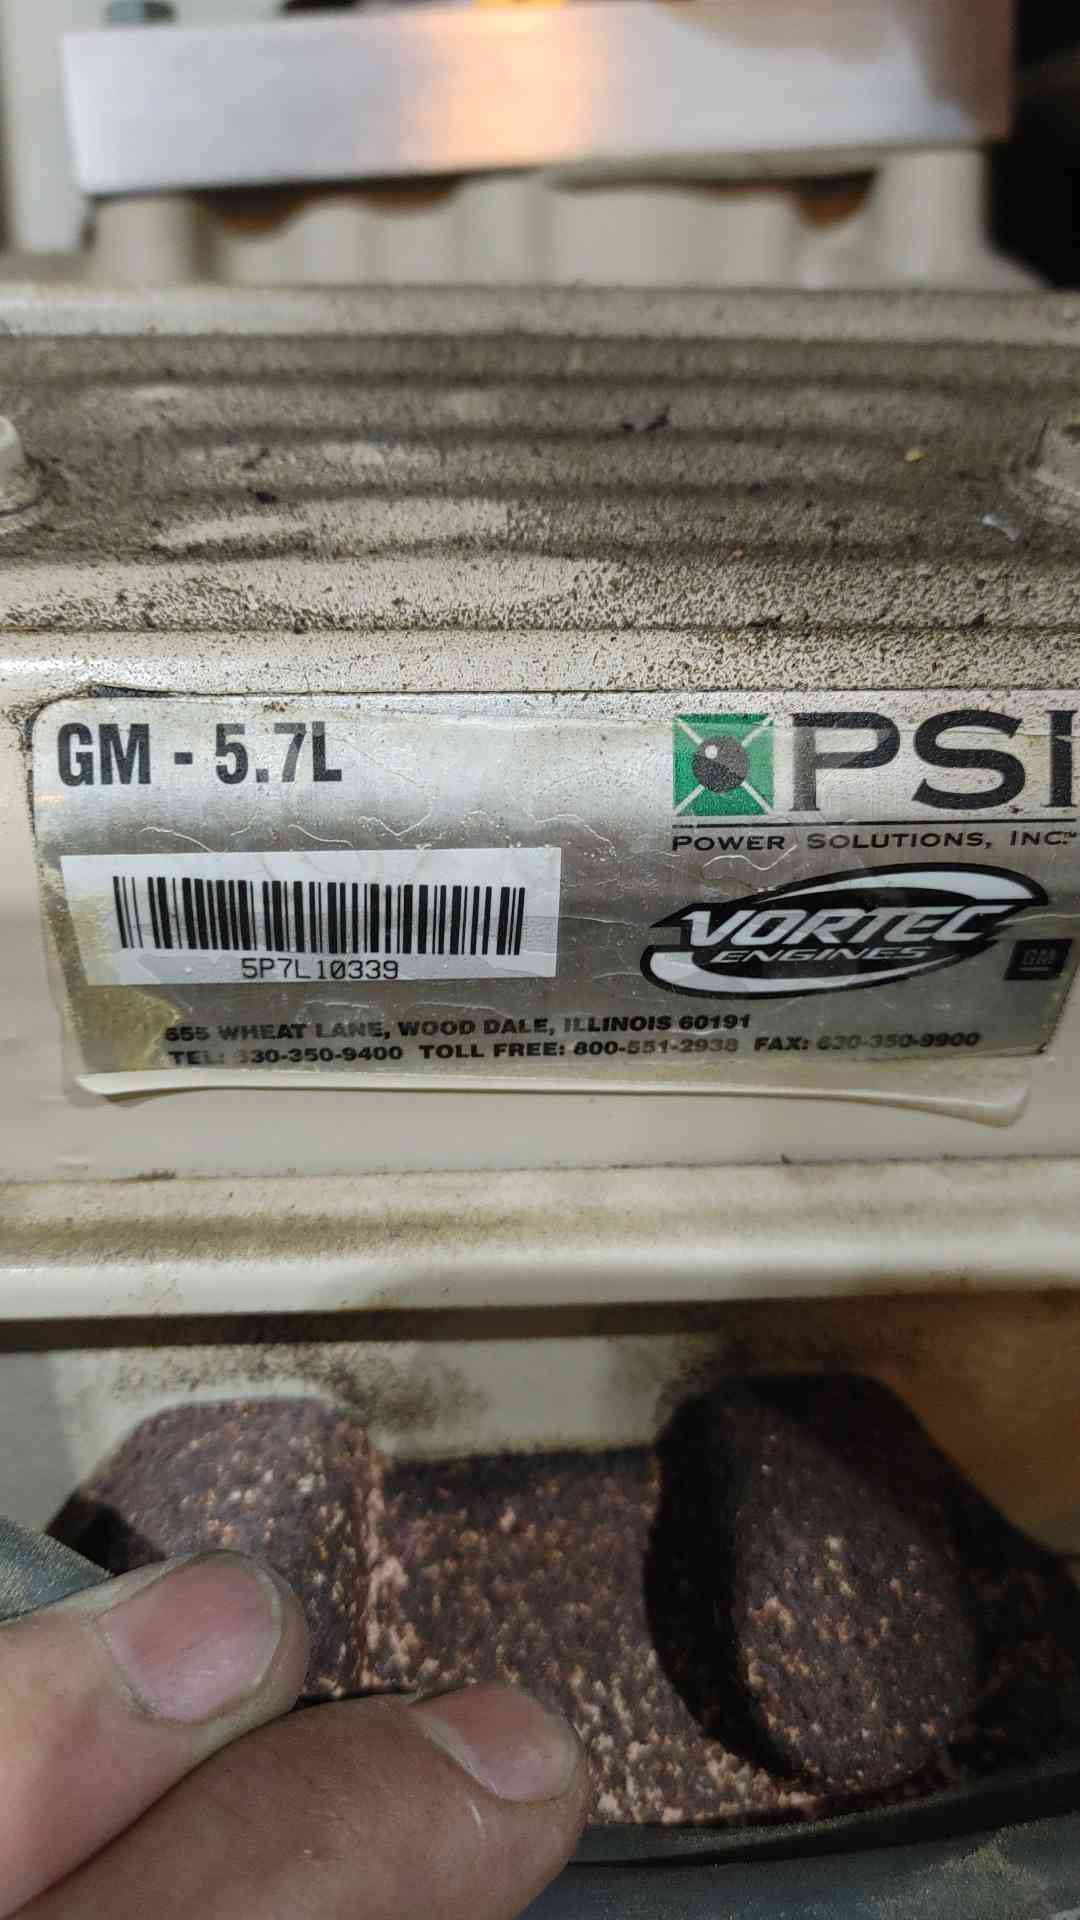 GM - 5.7L
PSI
POWER SOLUTIONS, INC.™
VORTEC
ENGINES
GM
5P7L10339
655 WHEAT LANE, WOOD DALE, ILLINOIS 60191
TEL: 630-350-9400 TOLL FREE: 800-551-2938 FAX: 630-350-9900